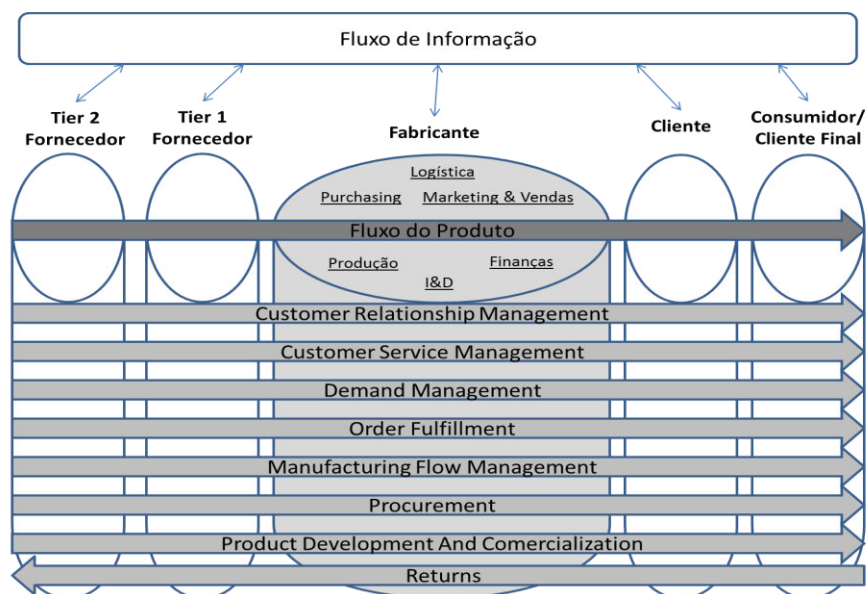 Fluxo de Informação
Tier 2
Fornecedor
Tier 1
Fornecedor
Fabricante
Cliente
Consumidor/
Cliente Final
Logística
Purchasing
Marketing & Vendas
Fluxo do Produto
Produção
Finanças
I&D
Customer Relationship Management
Customer Service Management
Demand Management
Order Fulfillment
Manufacturing Flow Management
Procurement
Product Development And Comercialization
Returns